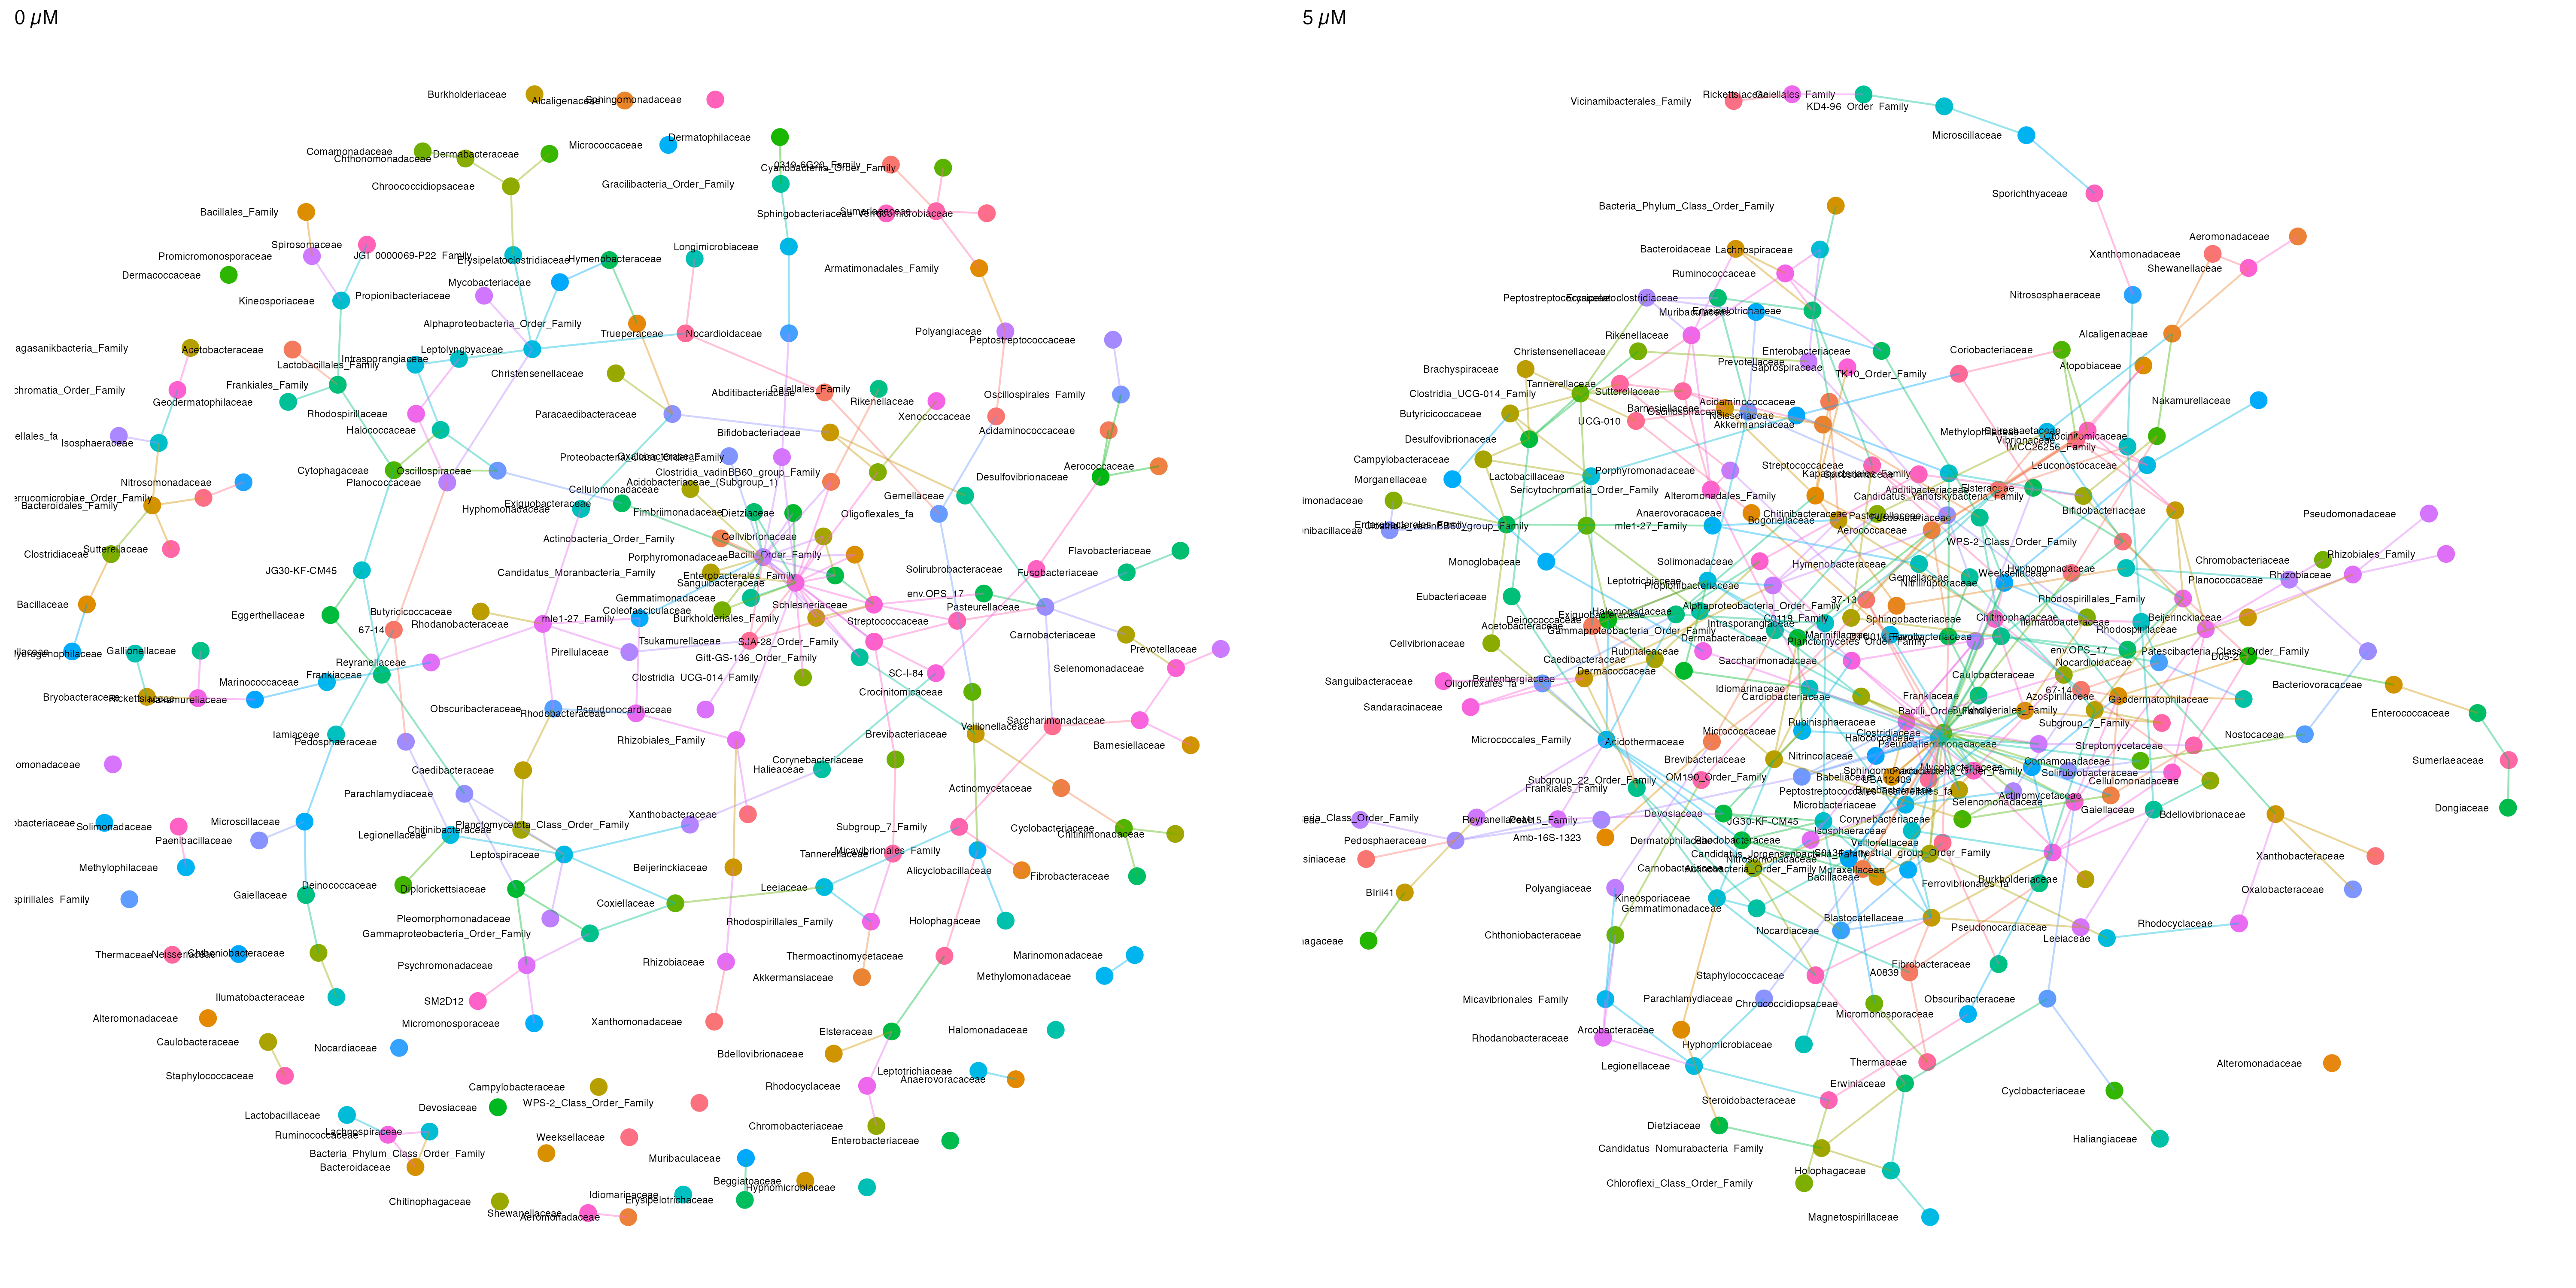 0 µM
Burkholderiaceae
Alcaligenaceae
Sphingomonadaceae
Micrococcaceae
Dermatophilaceae
Comamonadaceae
Chthonomonadaceae
Dermabacteraceae
0319-6G20_Family
Cyanobacteria_Order_Family
Chroococcidiopsaceae
Gracilibacteria_Order_Family
Bacillales_Family
Sphingobacteriaceae
Sumerlaeaceae
Verrucomicrobiaceae
Spirosomaceae
Promicromonosporaceae
JG1_0000069-P22_Family
Erysipelatoclostridiaceae
Hymenobacteraceae
Longimicrobiaceae
Armatimonadales_Family
Dermacoccaceae
Mycobacteriaceae
Kineosporiaceae
Propionibacteriaceae
Alphaproteobacteria_Order_Family
Trueperaceae
Nocardioidaceae
Polyangiaceae
Peptostreptococcaceae
agasanikbacteria_Family
Acetobacteraceae
Lactobacillales_Family
Intrasporangiaceae
Leptolyngbyaceae
Christensenellaceae
chromatia_Order_Family
Frankiales_Family
Geodermatophilaceae
Abditibacteriaceae
Gaiellales_Family
Rikenellaceae
Oscillospirales_Family
Rhodospirillaceae
Paracaedibacteraceae
Xenococcaceae
Halococcaceae
Bifidobacteriaceae
Acidaminococcaceae
ellales_fa
Isosphaeraceae
Cytophagaceae
Oscillospiraceae
Planococcaceae
Proteobacteria_Class_Order_Family
Oxalobacteraceae
Clostridia_vadinBB60_group_Family
Acidobacteriaceae_(Subgroup_1)
Aerococcaceae
Desulfovibrionaceae
Nitrosomonadaceae
errucomicrobiae_Order_Family
Bacteroidales_Family
Cellulomonadaceae
Exiguobacteraceae
Hyphomonadaceae
Fimbriimonadaceae
Dietziaceae
Gemellaceae
Oligoflexales_fa
Clostridiaceae
Sutterellaceae
Actinobacteria_Order_Family
Cellvibrionaceae
Porphyromonadaceae
Bacilli_Order_Family
Flavobacteriaceae
JG30-KF-CM45
Candidatus_Moranbacteria_Family
Enterobacterales_Family
Sanguibacteraceae
Solirubrobacteraceae
Fusobacteriaceae
Bacillaceae
Eggerthellaceae
Butyricicoccaceae
Rhodanobacteraceae
Gemmatimonadaceae
Coleofasciculaceae
mle1-27_Family
Burkholderiales_Family
Schlesneriaceae
env.OPS_17
Pasteurellaceae
Streptococcaceae
67-14
Carnobacteriaceae
ydrogenophilaceae
Gallionellaceae
Reyranellaceae
Pirellulaceae
Tsukamurellaceae
SJA-28_Order_Family
Gitt-GS-136_Order_Family
Prevotellaceae
Selenomonadaceae
Bryobacteraceae
Rickettsiaceae
Nakamurellaceae
Marinococcaceae
Frankiaceae
Clostridia_UCG-014_Family
SC-I-84
Crocinitomicaceae
Obscuribacteraceae
Rhodobacteraceae
Pseudonocardiaceae
Saccharimonadaceae
Iamiaceae
Pedosphaeraceae
Rhizobiales_Family
Brevibacteriaceae
Veillonellaceae
Barnesiellaceae
omonadaceae
Caedibacteraceae
Halieaceae
Corynebacteriaceae
Parachlamydiaceae
Actinomycetaceae
obacteriaceae
Solimonadaceae
Microscillaceae
Paenibacillaceae
Legionellaceae
Chitinibacteraceae
Planctomycetota_Class_Order_Family
Xanthobacteraceae
Subgroup_7_Family
Cyclobacteriaceae
Chitinimonadaceae
Leptospiraceae
Tannerellaceae
Micavibrionales_Family
Methylophilaceae
Beijerinckiaceae
Alicyclobacillaceae
Fibrobacteraceae
spirillales_Family
Gaiellaceae
Deinococcaceae
Diplorickettsiaceae
Coxiellaceae
Leeiaceae
Pleomorphomonadaceae
Gammaproteobacteria_Order_Family
Rhodospirillales_Family
Holophagaceae
Thermaceae
Neisseriaceae
Chthoniobacteraceae
Psychromonadaceae
Rhizobiaceae
Thermoactinomycetaceae
Akkermansiaceae
Marinomonadaceae
Methylomonadaceae
Ilumatobacteraceae
SM2D12
Alteromonadaceae
Micromonosporaceae
Xanthomonadaceae
Elsteraceae
Halomonadaceae
Caulobacteraceae
Nocardiaceae
Bdellovibrionaceae
Staphylococcaceae
Leptotrichiaceae
Anaerovoracaceae
Campylobacteraceae
Rhodocyclaceae
Devosiaceae
WPS-2_Class_Order_Family
Lactobacillaceae
Lachnospiraceae
Ruminococcaceae
Weeksellaceae
Chromobacteriaceae
Enterobacteriaceae
Bacteria_Phylum_Class_Order_Family
Bacteroidaceae
Muribaculaceae
Beggiatoaceae
Hyphomicrobiaceae
Chitinophagaceae
Idiomarinaceae
Erysipelotrichaceae
Shewanellaceae
Aeromonadaceae
5 µM
Vicinamibacterales_Family
Rickettsiaceae
Gaiellales_Family
KD4-96_Order_Family
Microscillaceae
Sporichthyaceae
Bacteria_Phylum_Class_Order_Family
Bacteroidaceae
Lachnospiraceae
Aeromonadaceae
Xanthomonadaceae
Shewanellaceae
Ruminococcaceae
Peptostreptococcaceae
Erysipelatoclostridiaceae
Muribaculaceae
Erysipelotrichaceae
Nitrososphaeraceae
Rikenellaceae
Alcaligenaceae
Christensenellaceae
Enterobacteriaceae
Prevotellaceae
Saprospiraceae
Coriobacteriaceae
Brachyspiraceae
TK10_Order_Family
Atopobiaceae
Tannerellaceae
Clostridia_UCG-014_Family
Sutterellaceae
Butyricicoccaceae
Barnesiellaceae
Oscillospiraceae
Acidaminococcaceae
Neisseriaceae
Akkermansiaceae
UCG-010
Nakamurellaceae
Desulfovibrionaceae
Methylophilaceae
Spirochaetaceae
Vibrionaceae
Crocinitomicaceae
IMCC26256_Family
Campylobacteraceae
Streptococcaceae
Leuconostocaceae
Morganellaceae
Lactobacillaceae
Porphyromonadaceae
Kapabacteriales_Family
Spirosomaceae
Sericytochromatia_Order_Family
Alteromonadales_Family
Abditibacteriaceae
Elsteraceae
Candidatus_Yanofskybacteria_Family
imonadaceae
Anaerovoracaceae
Chitinibacteraceae
Pasteurellaceae
Bogoriellaceae
Fusobacteriaceae
Bifidobacteriaceae
Pseudomonadaceae
Enterobacterales_Family
Clostridia_vadinBB60_group_Family
nibacillaceae
mle1-27_Family
Aerococcaceae
WPS-2_Class_Order_Family
Monoglobaceae
Solimonadaceae
Hymenobacteraceae
Chromobacteriaceae
Rhizobiales_Family
Leptotrichiaceae
Propionibacteriaceae
Gemellaceae
Nitriliruptoraceae
Weeksellaceae
Hyphomonadaceae
Planococcaceae
Rhizobiaceae
Eubacteriaceae
37-13
Rhodospirillales_Family
Exiguobacteraceae
Halomonadaceae
Deinococcaceae
Acetobacteraceae
Alphaproteobacteria_Order_Family
Gammaproteobacteria_Order_Family
Intrasporangiaceae
C0119_Family
Sphingobacteriaceae
Chitinophagaceae
Beijerinckiaceae
Ilumatobacteraceae
Rhodospirillaceae
Cellvibrionaceae
Dermabacteraceae
Marinifilaceae
Planctomycetes_Order_Family
Rubritaleaceae
Caedibacteraceae
Saccharimonadaceae
env.OPS_17
Nocardioidaceae
Patescibacteria_Class_Order_Family
D05-2
Dermacoccaceae
Caulobacteraceae
Sanguibacteraceae
Beutenbergiaceae
Oligoflexales_fa
Idiomarinaceae
Cardiobacteriaceae
Frankiaceae
67-14
Azospirillaceae
Geodermatophilaceae
Bacteriovoracaceae
Sandaracinaceae
Bacilli_Order_Family
Burkholderiales_Family
Enterococcaceae
Rubinisphaeraceae
Subgroup_7_Family
Micrococcales_Family
Acidothermaceae
Micrococcaceae
Halococcaceae
Clostridiaceae
Pseudoalteromonadaceae
Streptomycetaceae
Nostocaceae
Brevibacteriaceae
Nitrincolaceae
Mycobacteriaceae
Comamonadaceae
Solirubrobacteraceae
Sumerlaeaceae
Subgroup_22_Order_Family
Frankiales_Family
OM190_Order_Family
Babeliaceae
UBA12409
Cellulomonadaceae
Peptostreptococcales-Tissierellales_fa
Bryobacteraceae
Selenomonadaceae
Actinomycetaceae
Microbacteriaceae
Gaiellaceae
Bdellovibrionaceae
Dongiaceae
ria_Class_Order_Family
Reyranellaceae
PeM15_Family
Devosiaceae
JG30-KF-CM45
Corynebacteriaceae
Isosphaeraceae
Pedosphaeraceae
Amb-16S-1323
Dermatophilaceae
Rhodobacteraceae
Veillonellaceae
siniaceae
Candidatus_Jorgensenbacteria_Family
Nitrosomonadaceae
Xanthobacteraceae
Carnobacteriaceae
Actinobacteria_Order_Family
Moraxellaceae
Bacillaceae
Ferrovibrionales_fa
Burkholderiaceae
BIrii41
Polyangiaceae
Oxalobacteraceae
Kineosporiaceae
Gemmatimonadaceae
Blastocatellaceae
Nocardiaceae
Pseudonocardiaceae
Rhodocyclaceae
Leeiaceae
hagaceae
Chthoniobacteraceae
Staphylococcaceae
A0839
Fibrobacteraceae
Micavibrionales_Family
Parachlamydiaceae
Chroococcidiopsaceae
Obscuribacteraceae
Micromonosporaceae
Arcobacteraceae
Rhodanobacteraceae
Hyphomicrobiaceae
Legionellaceae
Thermaceae
Alteromonadaceae
Erwiniaceae
Cyclobacteriaceae
Steroidobacteraceae
Dietziaceae
Haliangiaceae
Candidatus_Nomurabacteria_Family
Holophagaceae
Chloroflexi_Class_Order_Family
Magnetospirillaceae